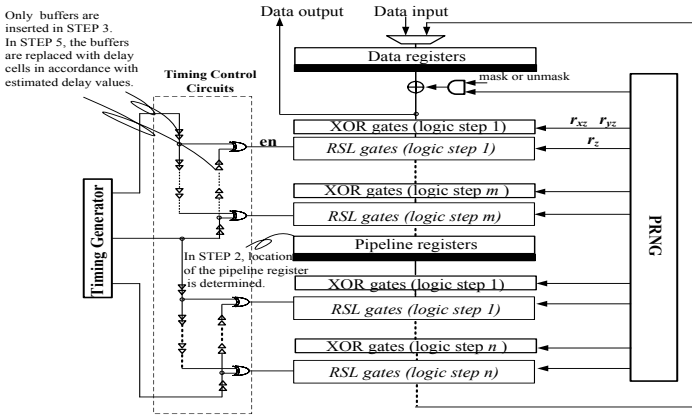 Only buffers are
inserted in STEP 3.
In STEP 5, the buffers
are replaced with delay
cells in accordance with
estimated delay values.
Data output
Data input
Data registers
mask or unmask
Timing Control
Circuits
XOR gates (logic step 1)
r_xz r_yz
en
RSL gates (logic step 1)
r_z
XOR gates (logic step m )
RSL gates (logic step m)
Timing Generator
PRNG
In STEP 2, location
of the pipeline register
is determined.
Pipeline registers
XOR gates (logic step 1)
RSL gates (logic step 1)
XOR gates (logic step n )
RSL gates (logic step n)